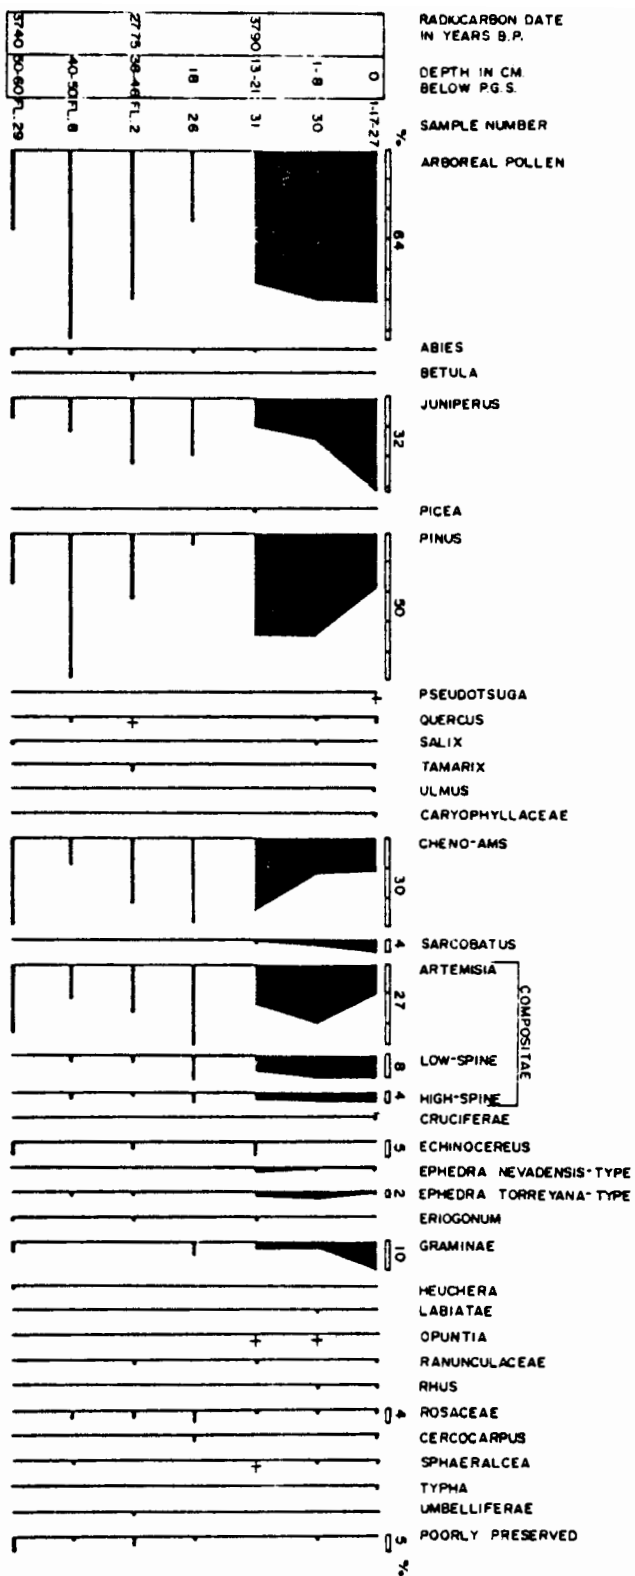 RADIOCARBON DATE
IN YEARS B.P.
3740 2775 3790
DEPTH IN CM.
BELOW P.G.S.
50-60 40-50 38-46 18 13-21 1-8 0
SAMPLE NUMBER
FL.29 FL.8 FL.2 26 31 30 1-17-27
%
ARBOREAL POLLEN
64
ABIES
BETULA
JUNIPERUS
32
PICEA
PINUS
50
PSEUDOTSUGA
+
QUERCUS
+
SALIX
TAMARIX
ULMUS
CARYOPHYLLACEAE
CHENO-AMS
30
SARCOBATUS
4
ARTEMISIA
27
COMPOSITAE
LOW-SPINE
8
HIGH-SPINE
4
CRUCIFERAE
ECHINOCEREUS
5
EPHEDRA NEVADENSIS-TYPE
EPHEDRA TORREYANA-TYPE
2
ERIOGONUM
GRAMINAE
10
HEUCHERA
LABIATAE
OPUNTIA
+ +
RANUNCULACEAE
RHUS
ROSACEAE
4
CERCOCARPUS
SPHAERALCEA
+
TYPHA
UMBELLIFERAE
POORLY PRESERVED
5
%